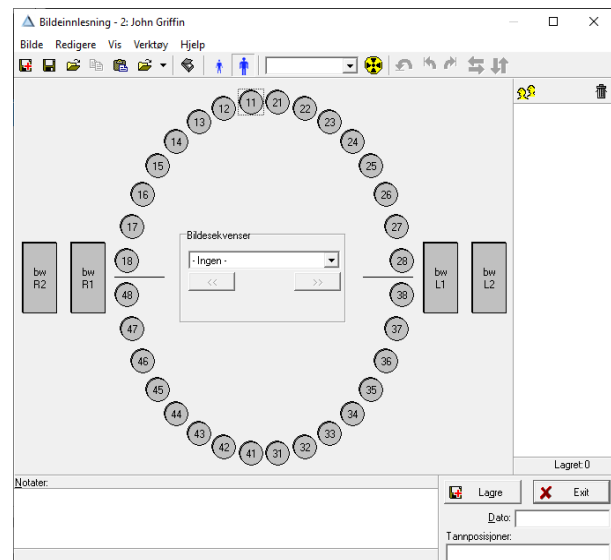 Bildeinnlesning - 2: John Griffin
Bilde Redigere Vis Verktøy Hjelp
11 21
12 22
13 23
14 24
15 25
16 26
17 27
Bildesekvenser
- Ingen -
<< >>
18 28
bw R2
bw R1
bw L1
bw L2
48 38
47 37
46 36
45 35
44 34
43 33
42 32
41 31
Lagret:0
Notater:
Lagre Exit
Dato:
Tannposisjoner: